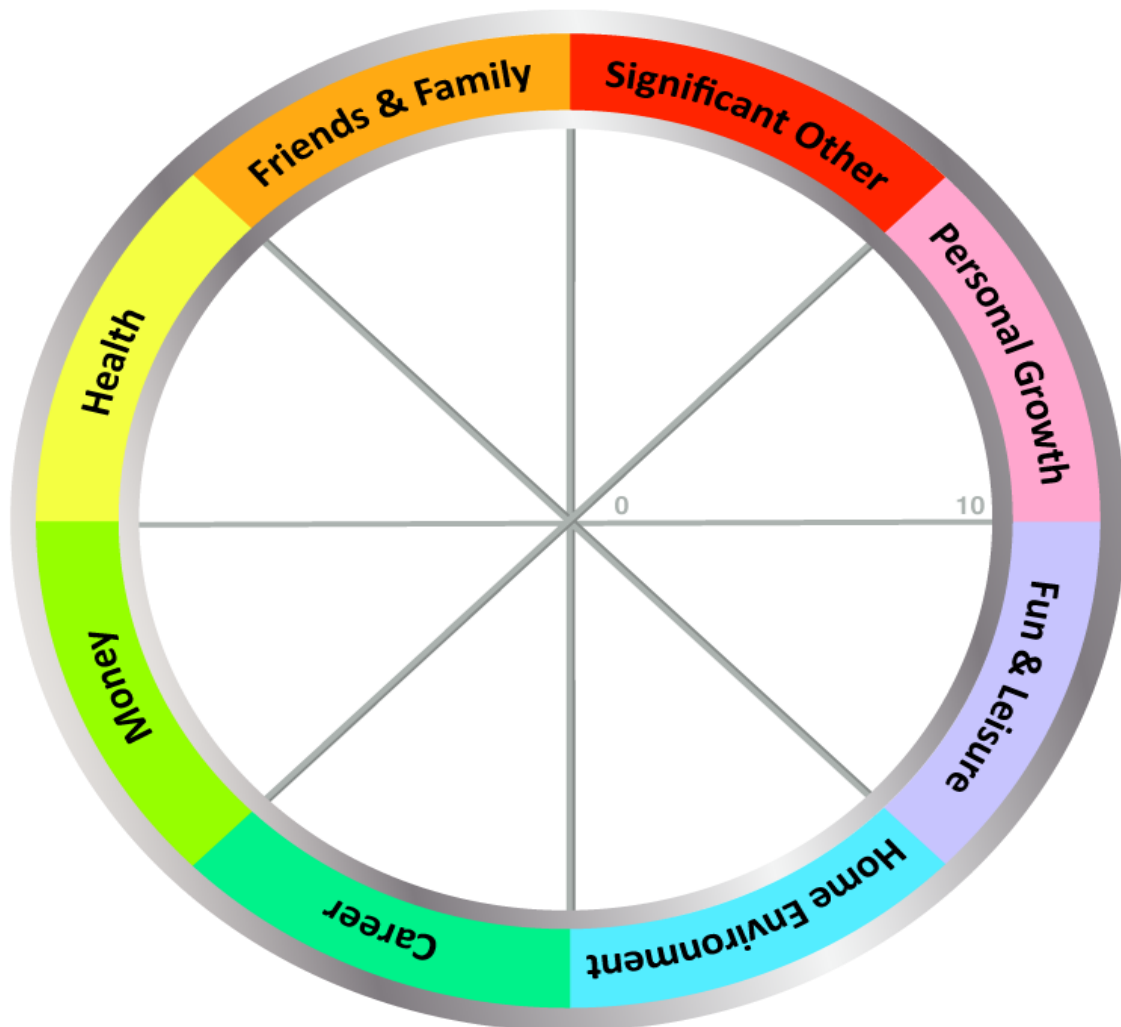 Friends & Family
Significant Other
Personal Growth
Fun & Leisure
Home Environment
Career
Money
Health
0
10